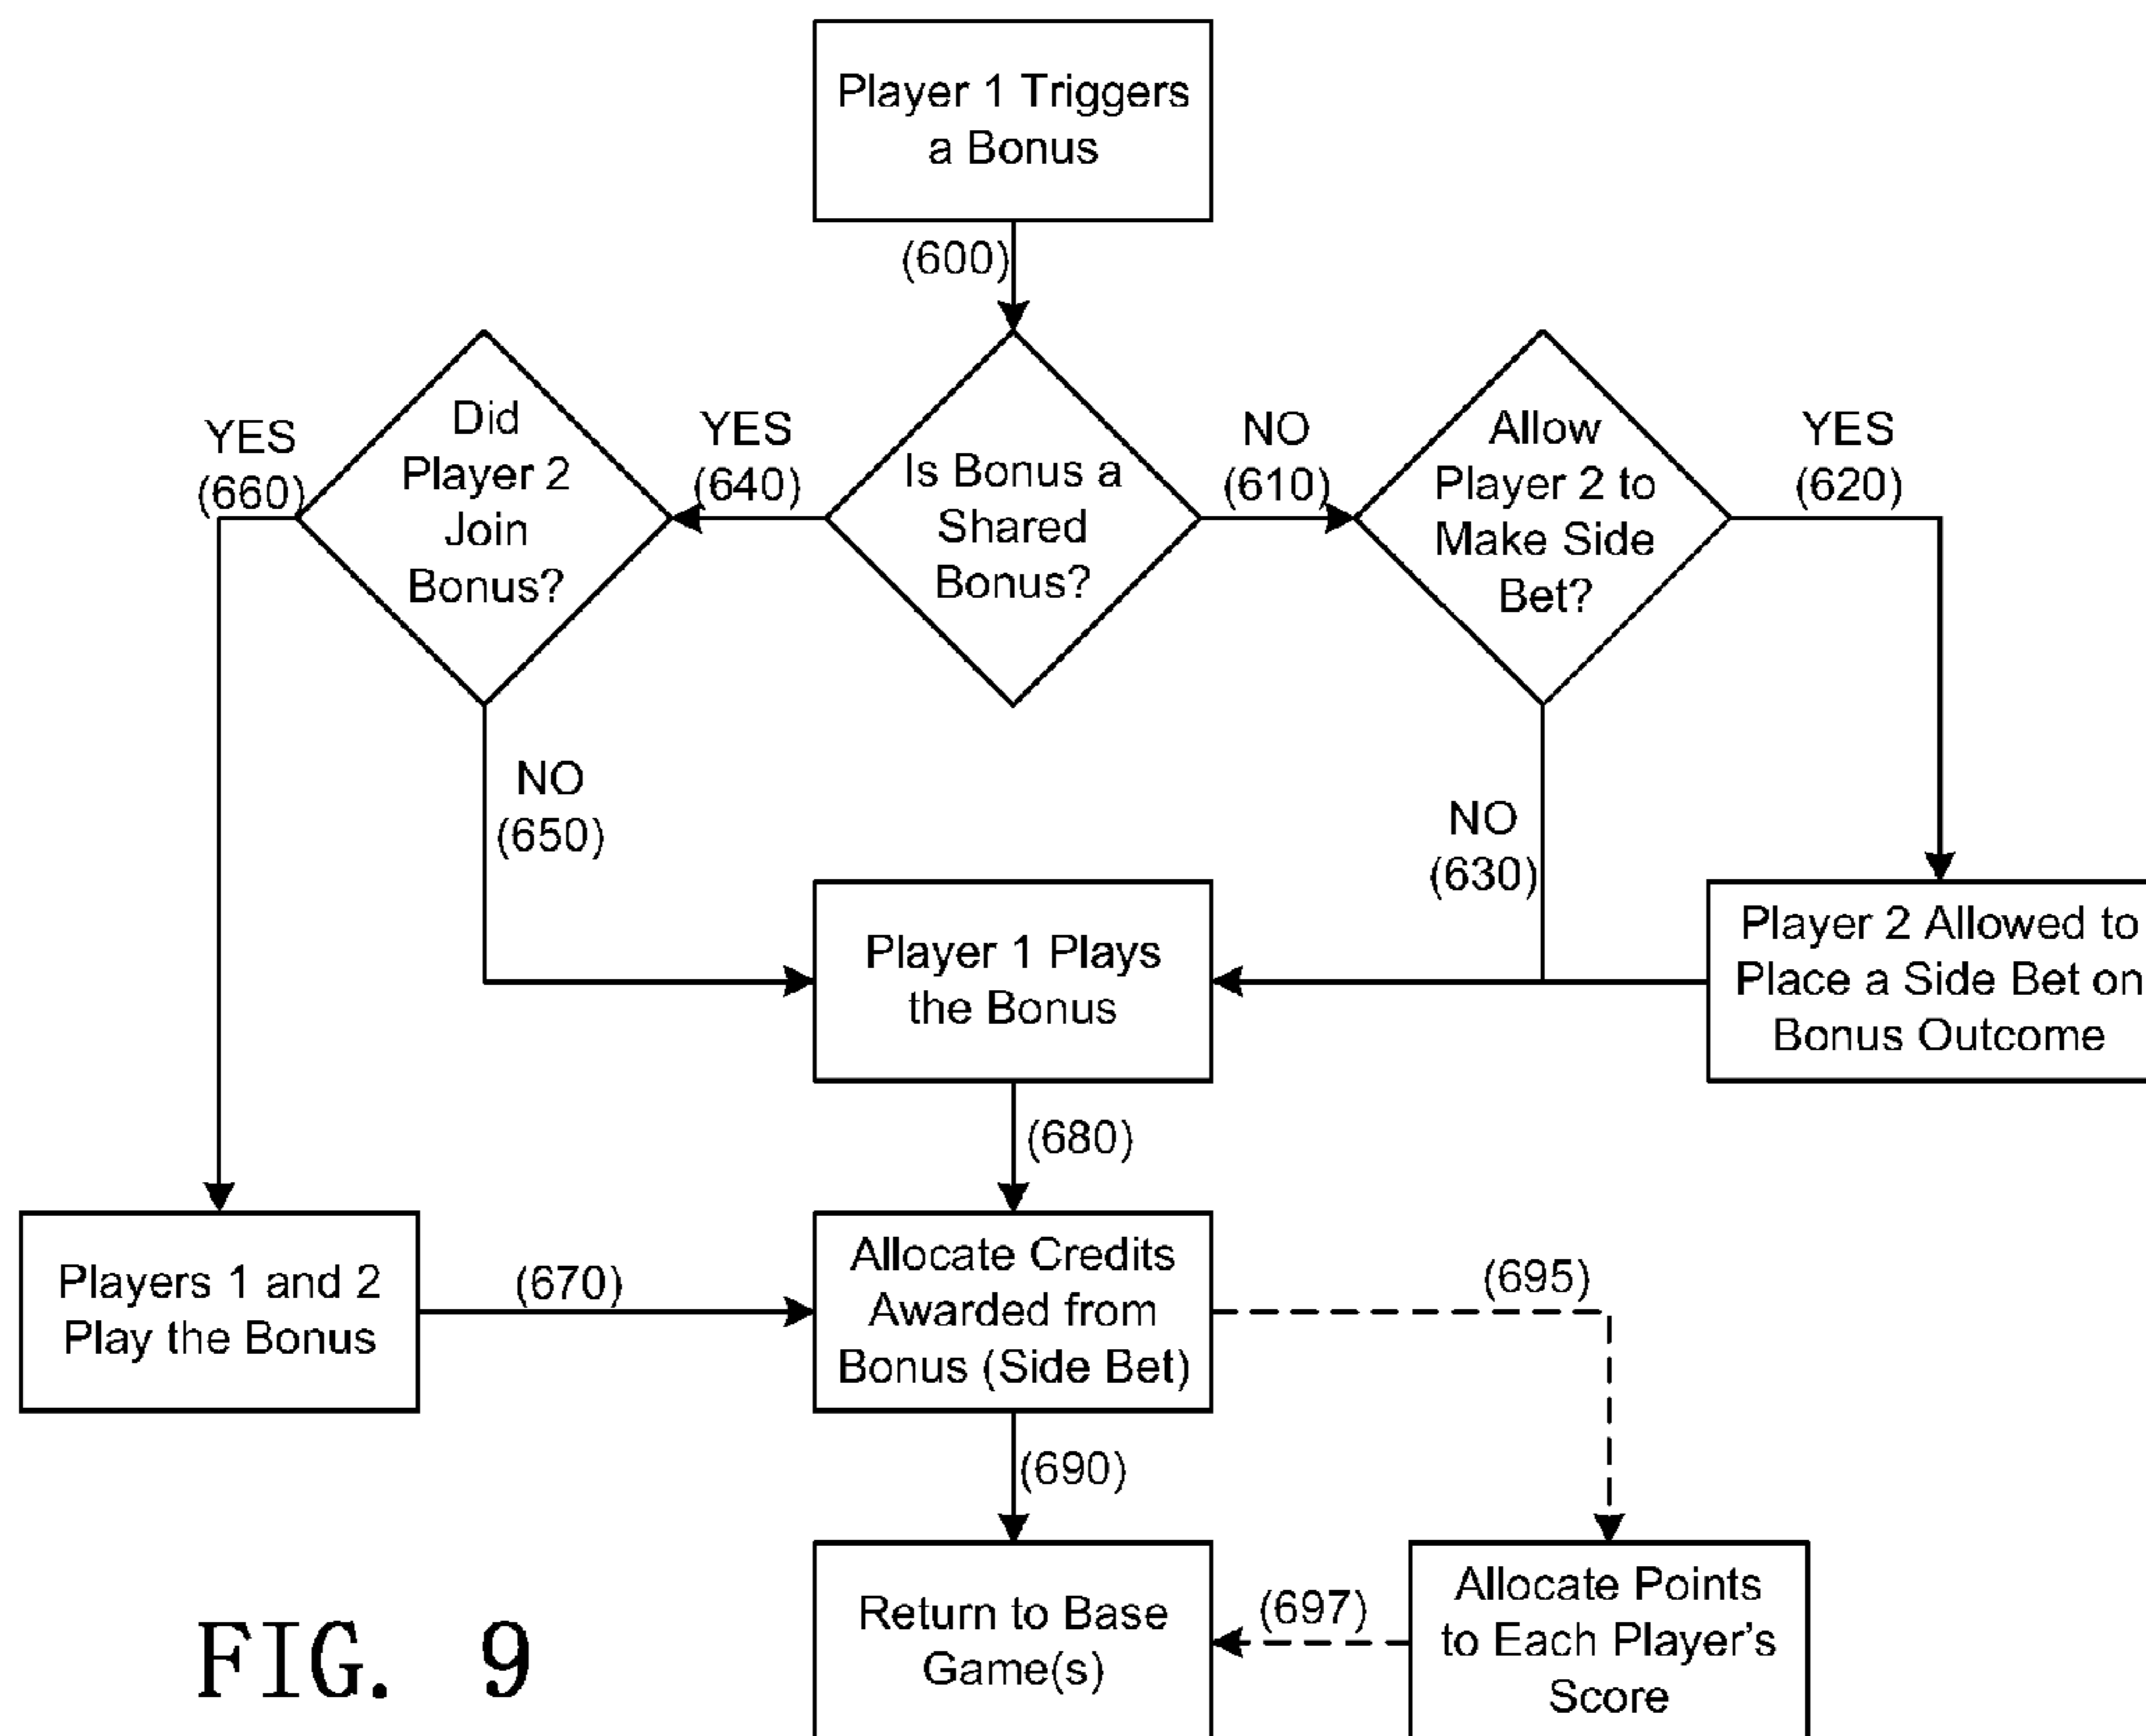 Player 1 Triggers
a Bonus
(600)
Did
Player 2
Join
Bonus?
YES
(660)
YES
(640)
Is Bonus a
Shared
Bonus?
NO
(610)
Allow
Player 2 to
Make Side
Bet?
YES
(620)
NO
(650)
NO
(630)
Player 1 Plays
the Bonus
Player 2 Allowed to
Place a Side Bet on
Bonus Outcome
(680)
Players 1 and 2
Play the Bonus
(670)
Allocate Credits
Awarded from
Bonus (Side Bet)
(695)
(690)
Return to Base
Game(s)
(697)
Allocate Points
to Each Player's
Score
FIG. 9